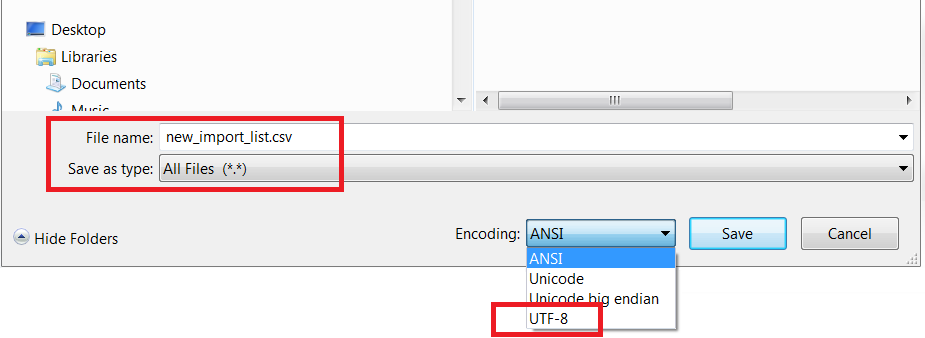 Desktop
Libraries
Documents
Music
File name: new_import_list.csv
Save as type: All Files (*.*)
Hide Folders Encoding: ANSI Save Cancel
ANSI
Unicode
Unicode big endian
UTF-8